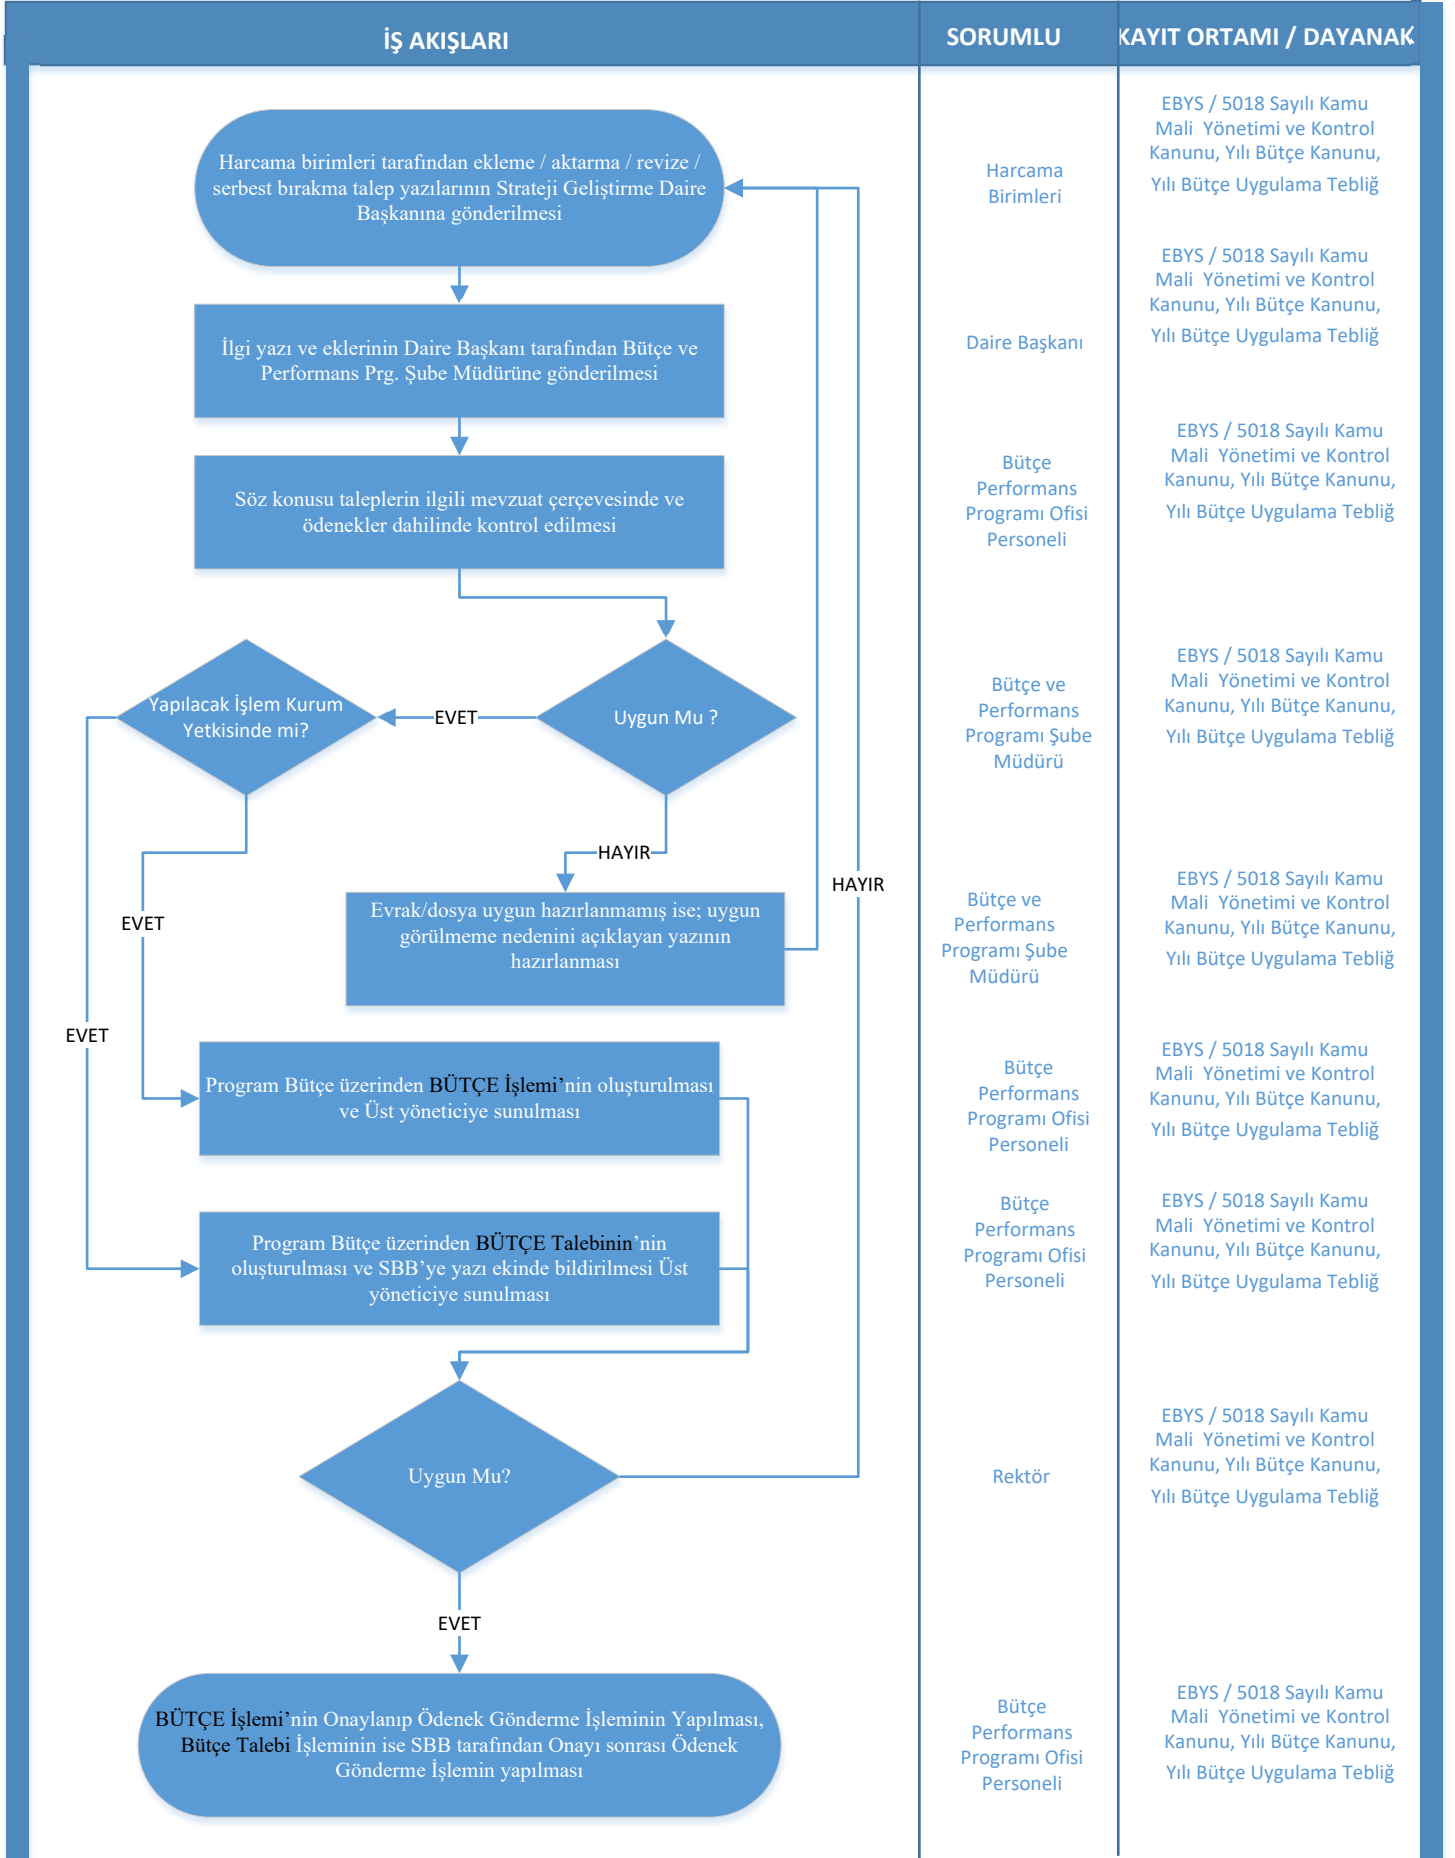 İŞ AKIŞLARI
SORUMLU
KAYIT ORTAMI / DAYANAK
Harcama birimleri tarafından ekleme / aktarma / revize /
serbest bırakma talep yazılarının Strateji Geliştirme Daire
Başkanına gönderilmesi
Harcama
Birimleri
EBYS / 5018 Sayılı Kamu
Mali Yönetimi ve Kontrol
Kanunu, Yılı Bütçe Kanunu,
Yılı Bütçe Uygulama Tebliğ
İlgi yazı ve eklerinin Daire Başkanı tarafından Bütçe ve
Performans Prg. Şube Müdürüne gönderilmesi
Daire Başkanı
EBYS / 5018 Sayılı Kamu
Mali Yönetimi ve Kontrol
Kanunu, Yılı Bütçe Kanunu,
Yılı Bütçe Uygulama Tebliğ
Söz konusu taleplerin ilgili mevzuat çerçevesinde ve
ödenekler dahilinde kontrol edilmesi
Bütçe
Performans
Programı Ofisi
Personeli
EBYS / 5018 Sayılı Kamu
Mali Yönetimi ve Kontrol
Kanunu, Yılı Bütçe Kanunu,
Yılı Bütçe Uygulama Tebliğ
Yapılacak İşlem Kurum
Yetkisinde mi?
EVET
Uygun Mu ?
Bütçe ve
Performans
Programı Şube
Müdürü
EBYS / 5018 Sayılı Kamu
Mali Yönetimi ve Kontrol
Kanunu, Yılı Bütçe Kanunu,
Yılı Bütçe Uygulama Tebliğ
HAYIR
HAYIR
EVET
Evrak/dosya uygun hazırlanmamış ise; uygun
görülmeme nedenini açıklayan yazının
hazırlanması
Bütçe ve
Performans
Programı Şube
Müdürü
EBYS / 5018 Sayılı Kamu
Mali Yönetimi ve Kontrol
Kanunu, Yılı Bütçe Kanunu,
Yılı Bütçe Uygulama Tebliğ
EVET
Program Bütçe üzerinden BÜTÇE İşlemi’nin oluşturulması
ve Üst yöneticiye sunulması
Bütçe
Performans
Programı Ofisi
Personeli
EBYS / 5018 Sayılı Kamu
Mali Yönetimi ve Kontrol
Kanunu, Yılı Bütçe Kanunu,
Yılı Bütçe Uygulama Tebliğ
Program Bütçe üzerinden BÜTÇE Talebinin’nin
oluşturulması ve SBB’ye yazı ekinde bildirilmesi Üst
yöneticiye sunulması
Bütçe
Performans
Programı Ofisi
Personeli
EBYS / 5018 Sayılı Kamu
Mali Yönetimi ve Kontrol
Kanunu, Yılı Bütçe Kanunu,
Yılı Bütçe Uygulama Tebliğ
Uygun Mu?
Rektör
EBYS / 5018 Sayılı Kamu
Mali Yönetimi ve Kontrol
Kanunu, Yılı Bütçe Kanunu,
Yılı Bütçe Uygulama Tebliğ
EVET
BÜTÇE İşlemi’nin Onaylanıp Ödenek Gönderme İşleminin Yapılması,
Bütçe Talebi İşleminin ise SBB tarafından Onayı sonrası Ödenek
Gönderme İşlemin yapılması
Bütçe
Performans
Programı Ofisi
Personeli
EBYS / 5018 Sayılı Kamu
Mali Yönetimi ve Kontrol
Kanunu, Yılı Bütçe Kanunu,
Yılı Bütçe Uygulama Tebliğ